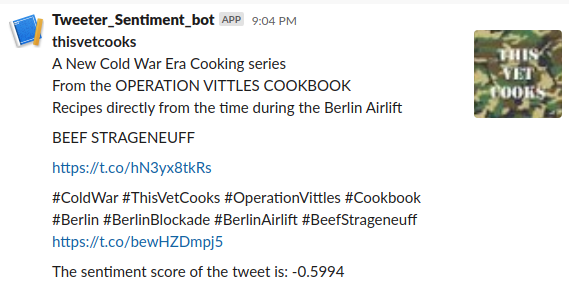 Tweeter_Sentiment_bot APP 9:04 PM
thisvetcooks
A New Cold War Era Cooking series
From the OPERATION VITTLES COOKBOOK
Recipes directly from the time during the Berlin Airlift
BEEF STRAGENEUFF
https://t.co/hN3yx8tkRs
#ColdWar #ThisVetCooks #OperationVittles #Cookbook
#Berlin #BerlinBlockade #BerlinAirlift #BeefStrageneuff
https://t.co/bewHZDmpj5
The sentiment score of the tweet is: -0.5994
THIS
VET
COOKS